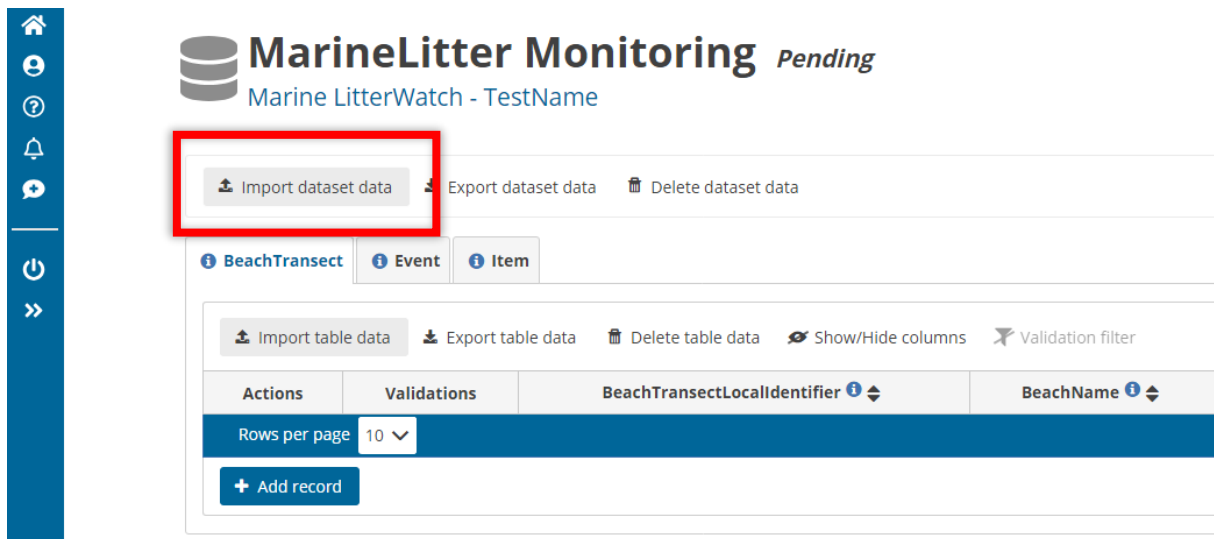 MarineLitter Monitoring Pending
Marine LitterWatch - TestName
Import dataset data Export dataset data Delete dataset data
BeachTransect Event Item
Import table data Export table data Delete table data Show/Hide columns Validation filter
Actions Validations BeachTransectLocalIdentifier BeachName
Rows per page 10
+ Add record